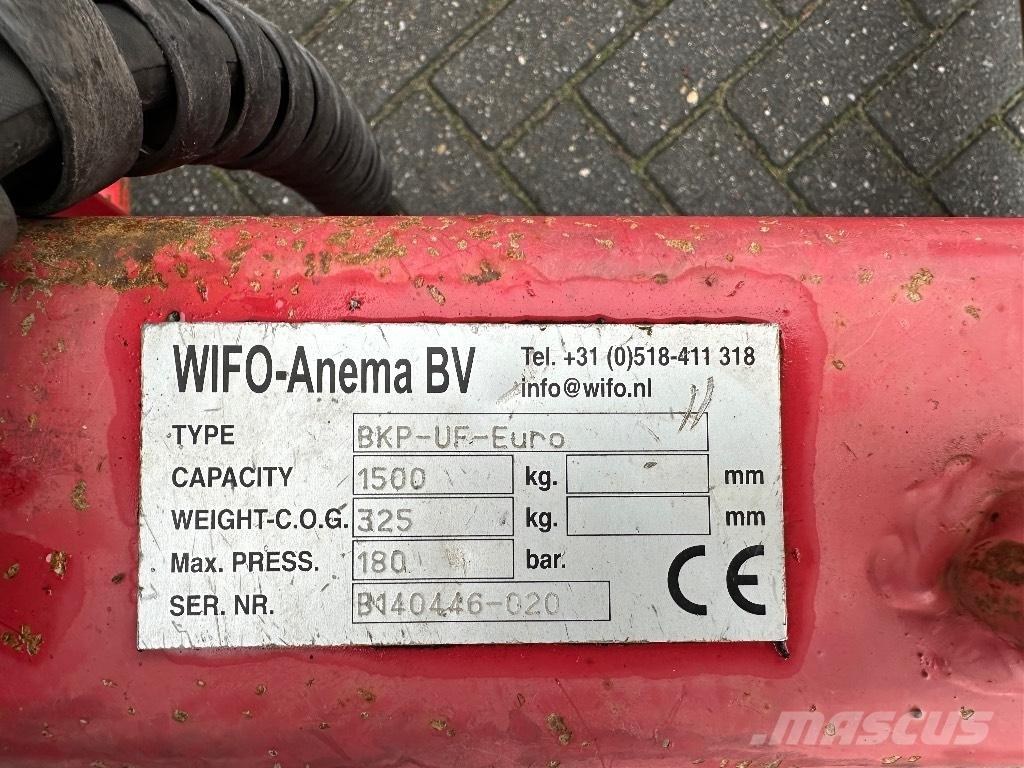 WIFO-Anema BV
Tel. +31 (0)518-411 318
info@wifo.nl
TYPE BKP-UF-Euro
CAPACITY 1500 kg. mm
WEIGHT-C.O.G. 325 kg. mm
Max. PRESS. 180 bar.
SER. NR. B140446-020
CE
MASCUS